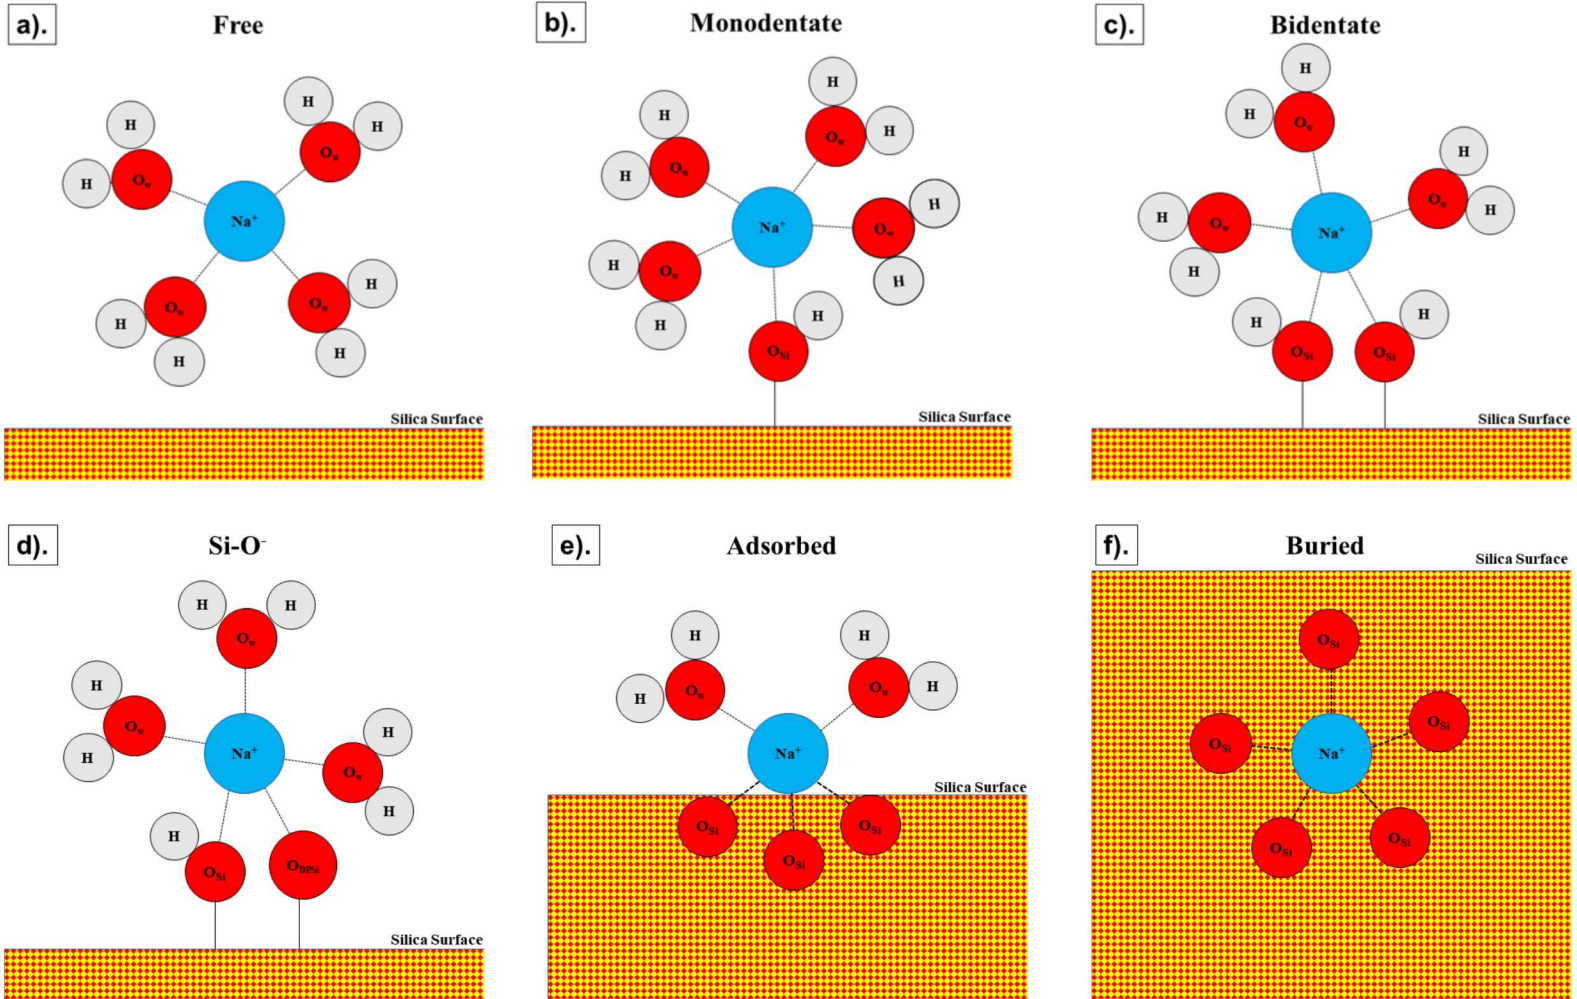 a).
Free
H
H
H
H
Ow
Ow
Na+
Ow
Ow
H
H
H
H
Silica Surface
b).
Monodentate
H
H
H
H
Ow
Ow
H
Na+
Ow
H
Ow
H
H
H
OSi
Silica Surface
c).
Bidentate
H
H
Ow
H
H
Ow
H
Ow
Na+
H
H
H
OSi
OSi
Silica Surface
d).
Si-O-
H
H
Ow
H
Ow
H
Na+
H
Ow
H
H
OSi
ODPSi
Silica Surface
e).
Adsorbed
H
H
H
Ow
Ow
H
Na+
Silica Surface
OSi
OSi
OSi
f).
Buried
Silica Surface
OSi
OSi
OSi
Na+
OSi
OSi